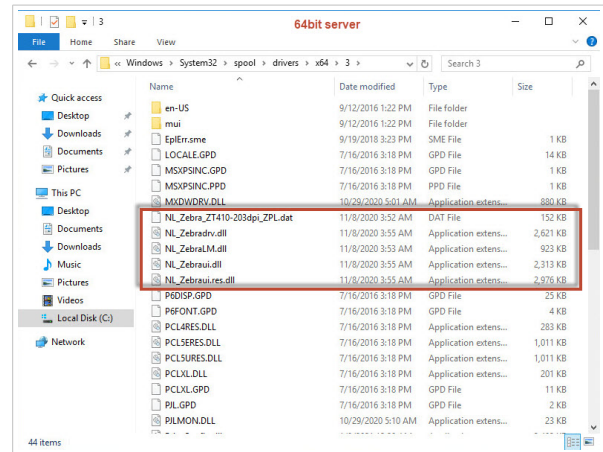 3
64bit server
File Home Share View
« Windows › System32 › spool › drivers › x64 › 3 ›
Search 3
Name Date modified Type Size
Quick access
Desktop
Downloads
Documents
Pictures
This PC
Desktop
Documents
Downloads
Music
Pictures
Videos
Local Disk (C:)
Network
en-US 9/12/2016 1:22 PM File folder
mui 9/12/2016 1:22 PM File folder
EplErr.sme 9/19/2018 3:23 PM SME File 1 KB
LOCALE.GPD 7/16/2016 3:18 PM GPD File 14 KB
MSXPSINC.GPD 7/16/2016 3:18 PM GPD File 1 KB
MSXPSINC.PPD 7/16/2016 3:18 PM PPD File 1 KB
MXDWDRV.DLL 10/29/2020 5:01 AM Application extens... 880 KB
NL_Zebra_ZT410-203dpi_ZPL.dat 11/8/2020 3:52 AM DAT File 152 KB
NL_Zebradrv.dll 11/8/2020 3:55 AM Application extens... 2,621 KB
NL_ZebraLM.dll 11/8/2020 3:53 AM Application extens... 923 KB
NL_Zebraui.dll 11/8/2020 3:55 AM Application extens... 2,313 KB
NL_Zebraui.res.dll 11/8/2020 3:55 AM Application extens... 2,976 KB
P6DISP.GPD 7/16/2016 3:18 PM GPD File 25 KB
P6FONT.GPD 7/16/2016 3:18 PM GPD File 4 KB
PCL4RES.DLL 7/16/2016 3:18 PM Application extens... 283 KB
PCL5ERES.DLL 7/16/2016 3:18 PM Application extens... 1,011 KB
PCL5URES.DLL 7/16/2016 3:18 PM Application extens... 1,011 KB
PCLXL.DLL 7/16/2016 3:18 PM Application extens... 201 KB
PCLXL.GPD 7/16/2016 3:18 PM GPD File 11 KB
PJL.GPD 7/16/2016 3:18 PM GPD File 2 KB
PJLMON.DLL 10/29/2020 5:10 AM Application extens... 23 KB
44 items